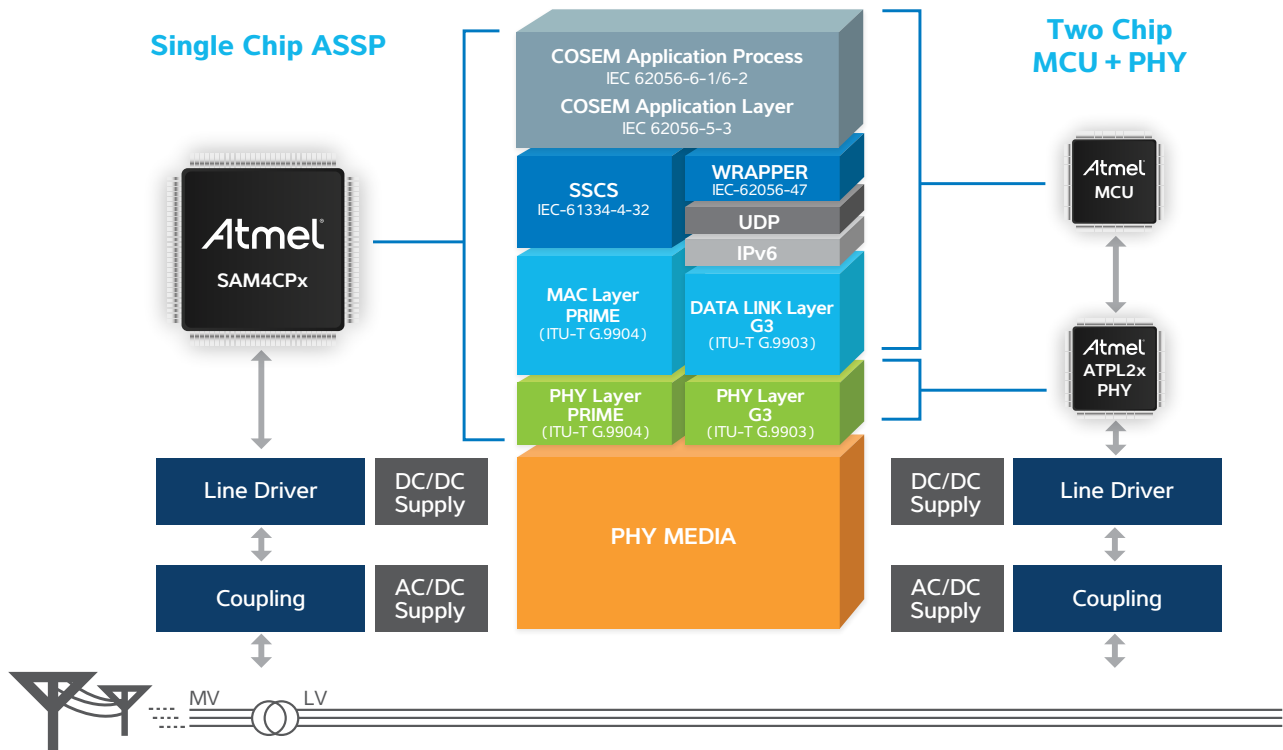 Single Chip ASSP
Atmel®
SAM4CPx
Line Driver
DC/DC
Supply
Coupling
AC/DC
Supply
COSEM Application Process
IEC 62056-6-1/6-2
COSEM Application Layer
IEC 62056-5-3
SSCS
IEC-61334-4-32
WRAPPER
IEC-62056-47
UDP
IPv6
MAC Layer
PRIME
(ITU-T G.9904)
DATA LINK Layer
G3
(ITU-T G.9903)
PHY Layer
PRIME
(ITU-T G.9904)
PHY Layer
G3
(ITU-T G.9903)
PHY MEDIA
Two Chip
MCU + PHY
Atmel
MCU
Atmel
ATPL2x
PHY
DC/DC
Supply
Line Driver
AC/DC
Supply
Coupling
MV
LV